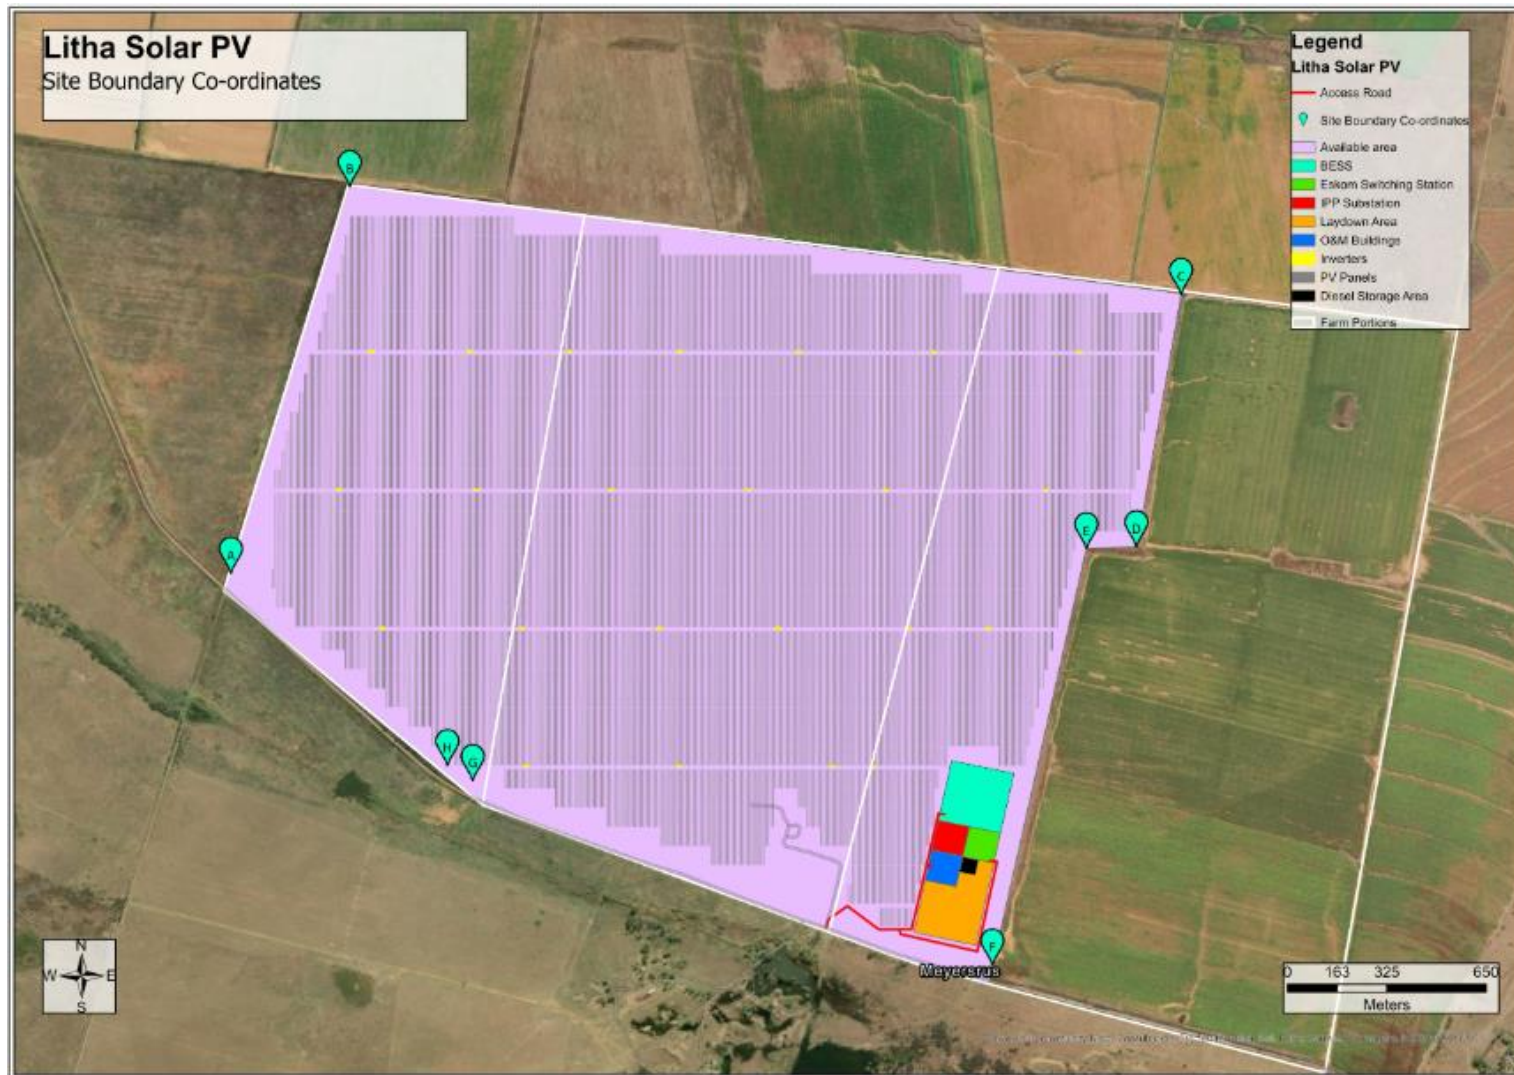 Litha Solar PV
Site Boundary Co-ordinates
Legend
Litha Solar PV
Access Road
Site Boundary Co-ordinates
Available area
BESS
Eskom Switching Station
IPP Substation
Laydown Area
O&M Buildings
Inverters
PV Panels
Diesel Storage Area
Farm Portions
B
C
A
E
D
H
G
F
Meyersrus
N
W E
S
0 163 325 650
Meters